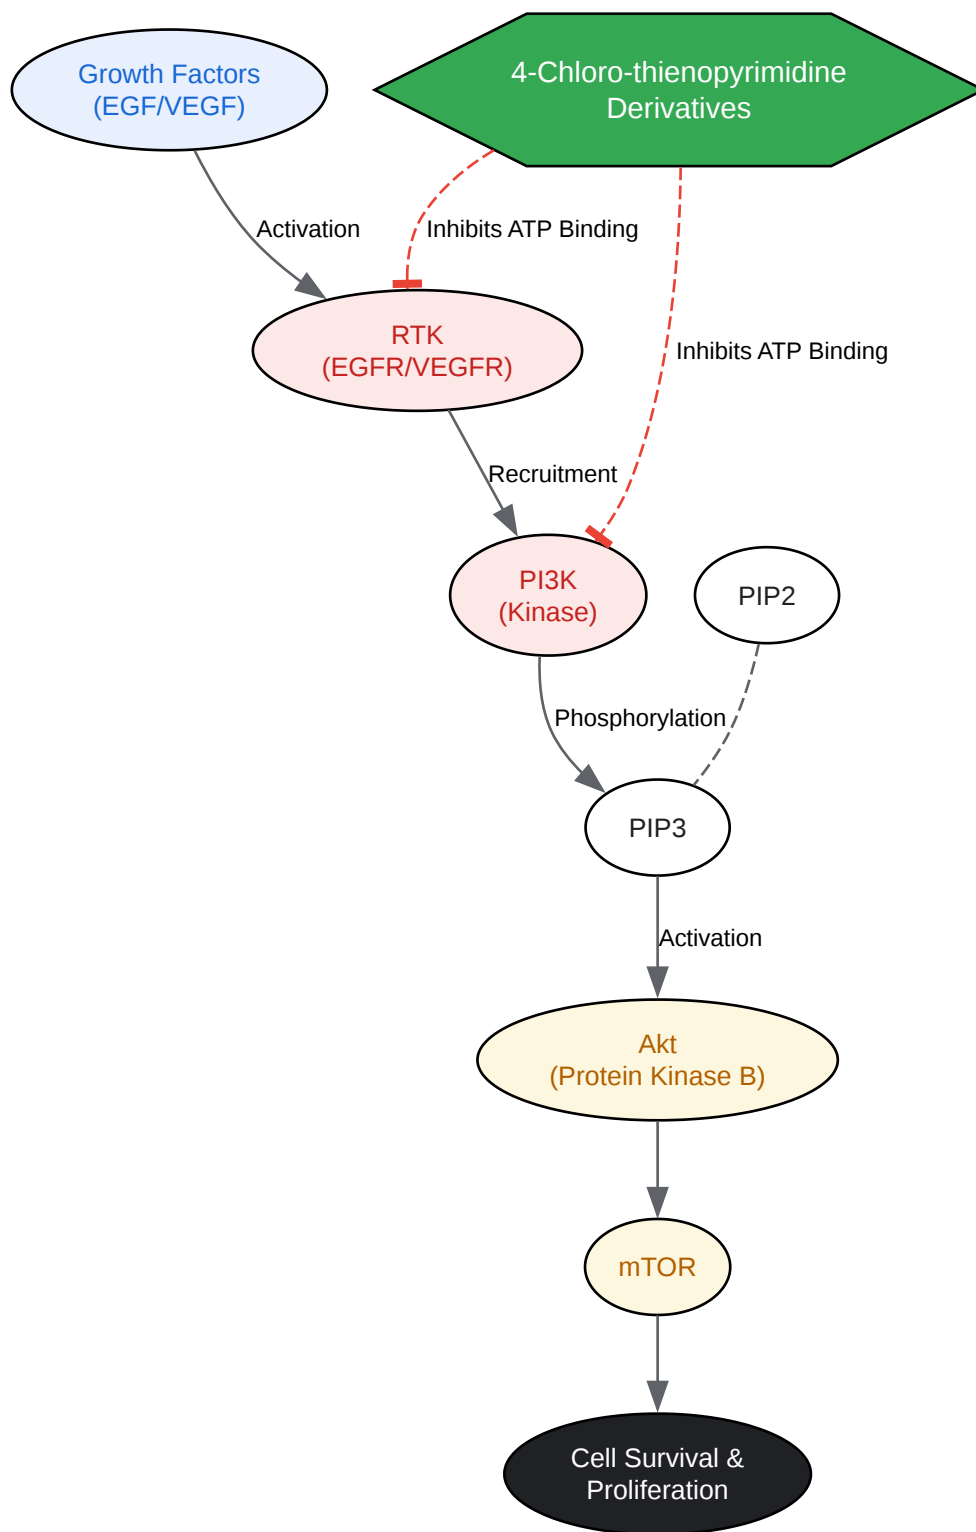 Growth Factors
(EGF/VEGF)
4-Chloro-thienopyrimidine
Derivatives
Activation
Inhibits ATP Binding
RTK
(EGFR/VEGFR)
Inhibits ATP Binding
Recruitment
PI3K
(Kinase)
PIP2
Phosphorylation
PIP3
Activation
Akt
(Protein Kinase B)
mTOR
Cell Survival &
Proliferation